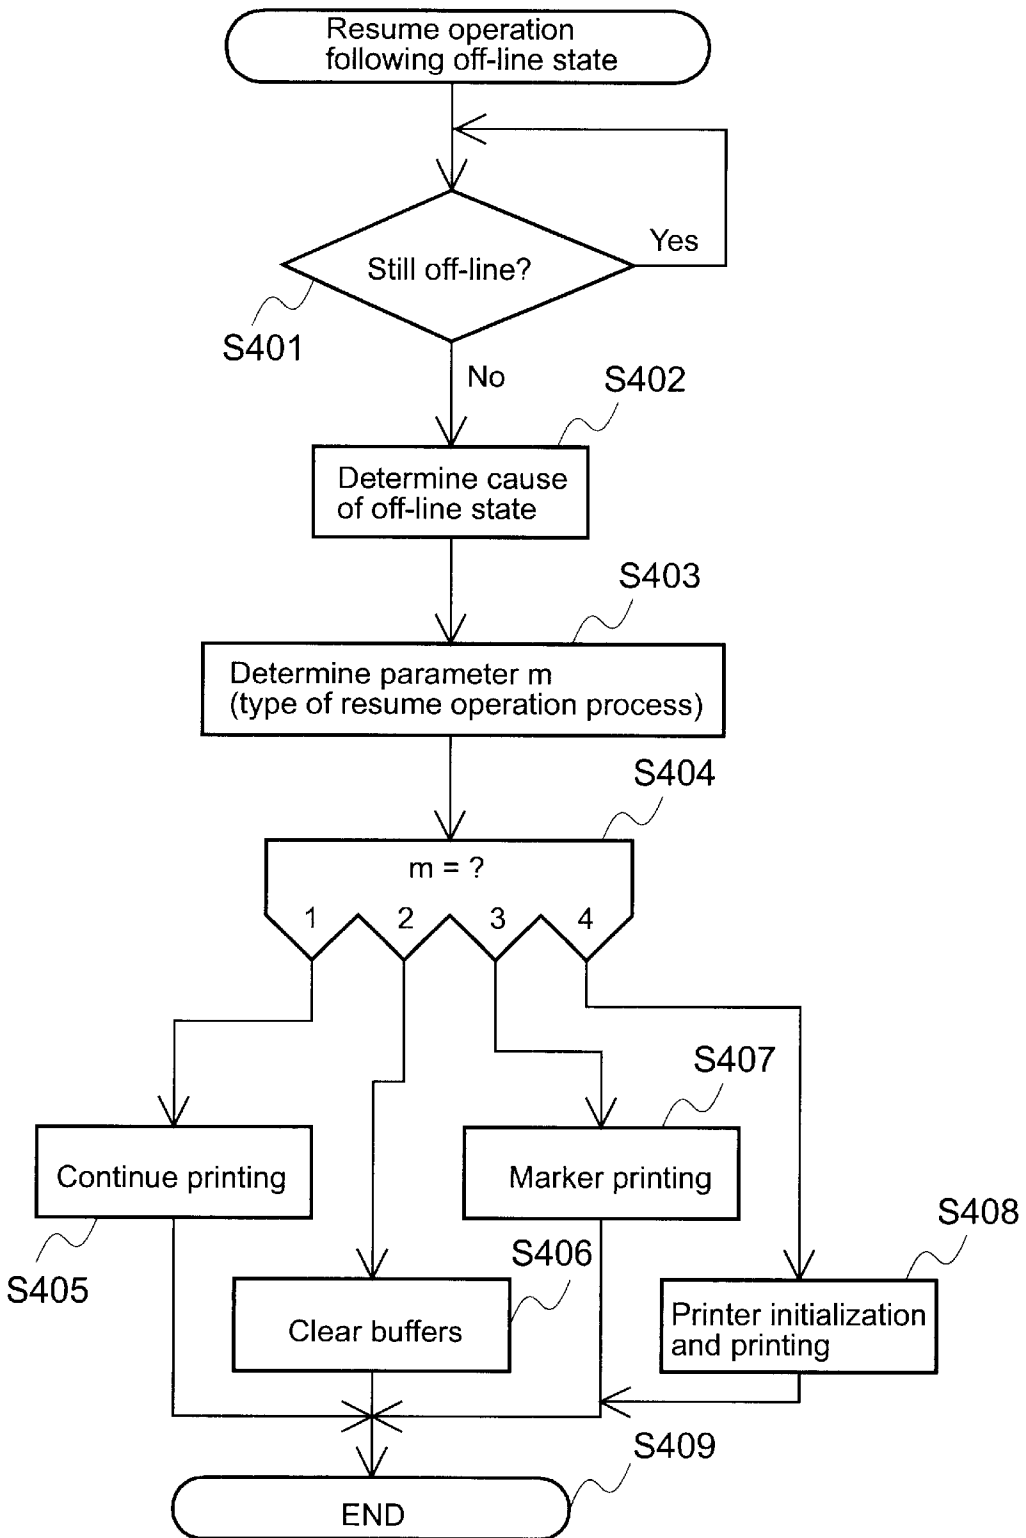 Resume operation
following off-line state
Still off-line?
Yes
S401
No
S402
Determine cause
of off-line state
S403
Determine parameter m
(type of resume operation process)
S404
m = ?
1 2 3 4
S407
Continue printing
Marker printing
S405
S406
S408
Clear buffers
Printer initialization
and printing
S409
END